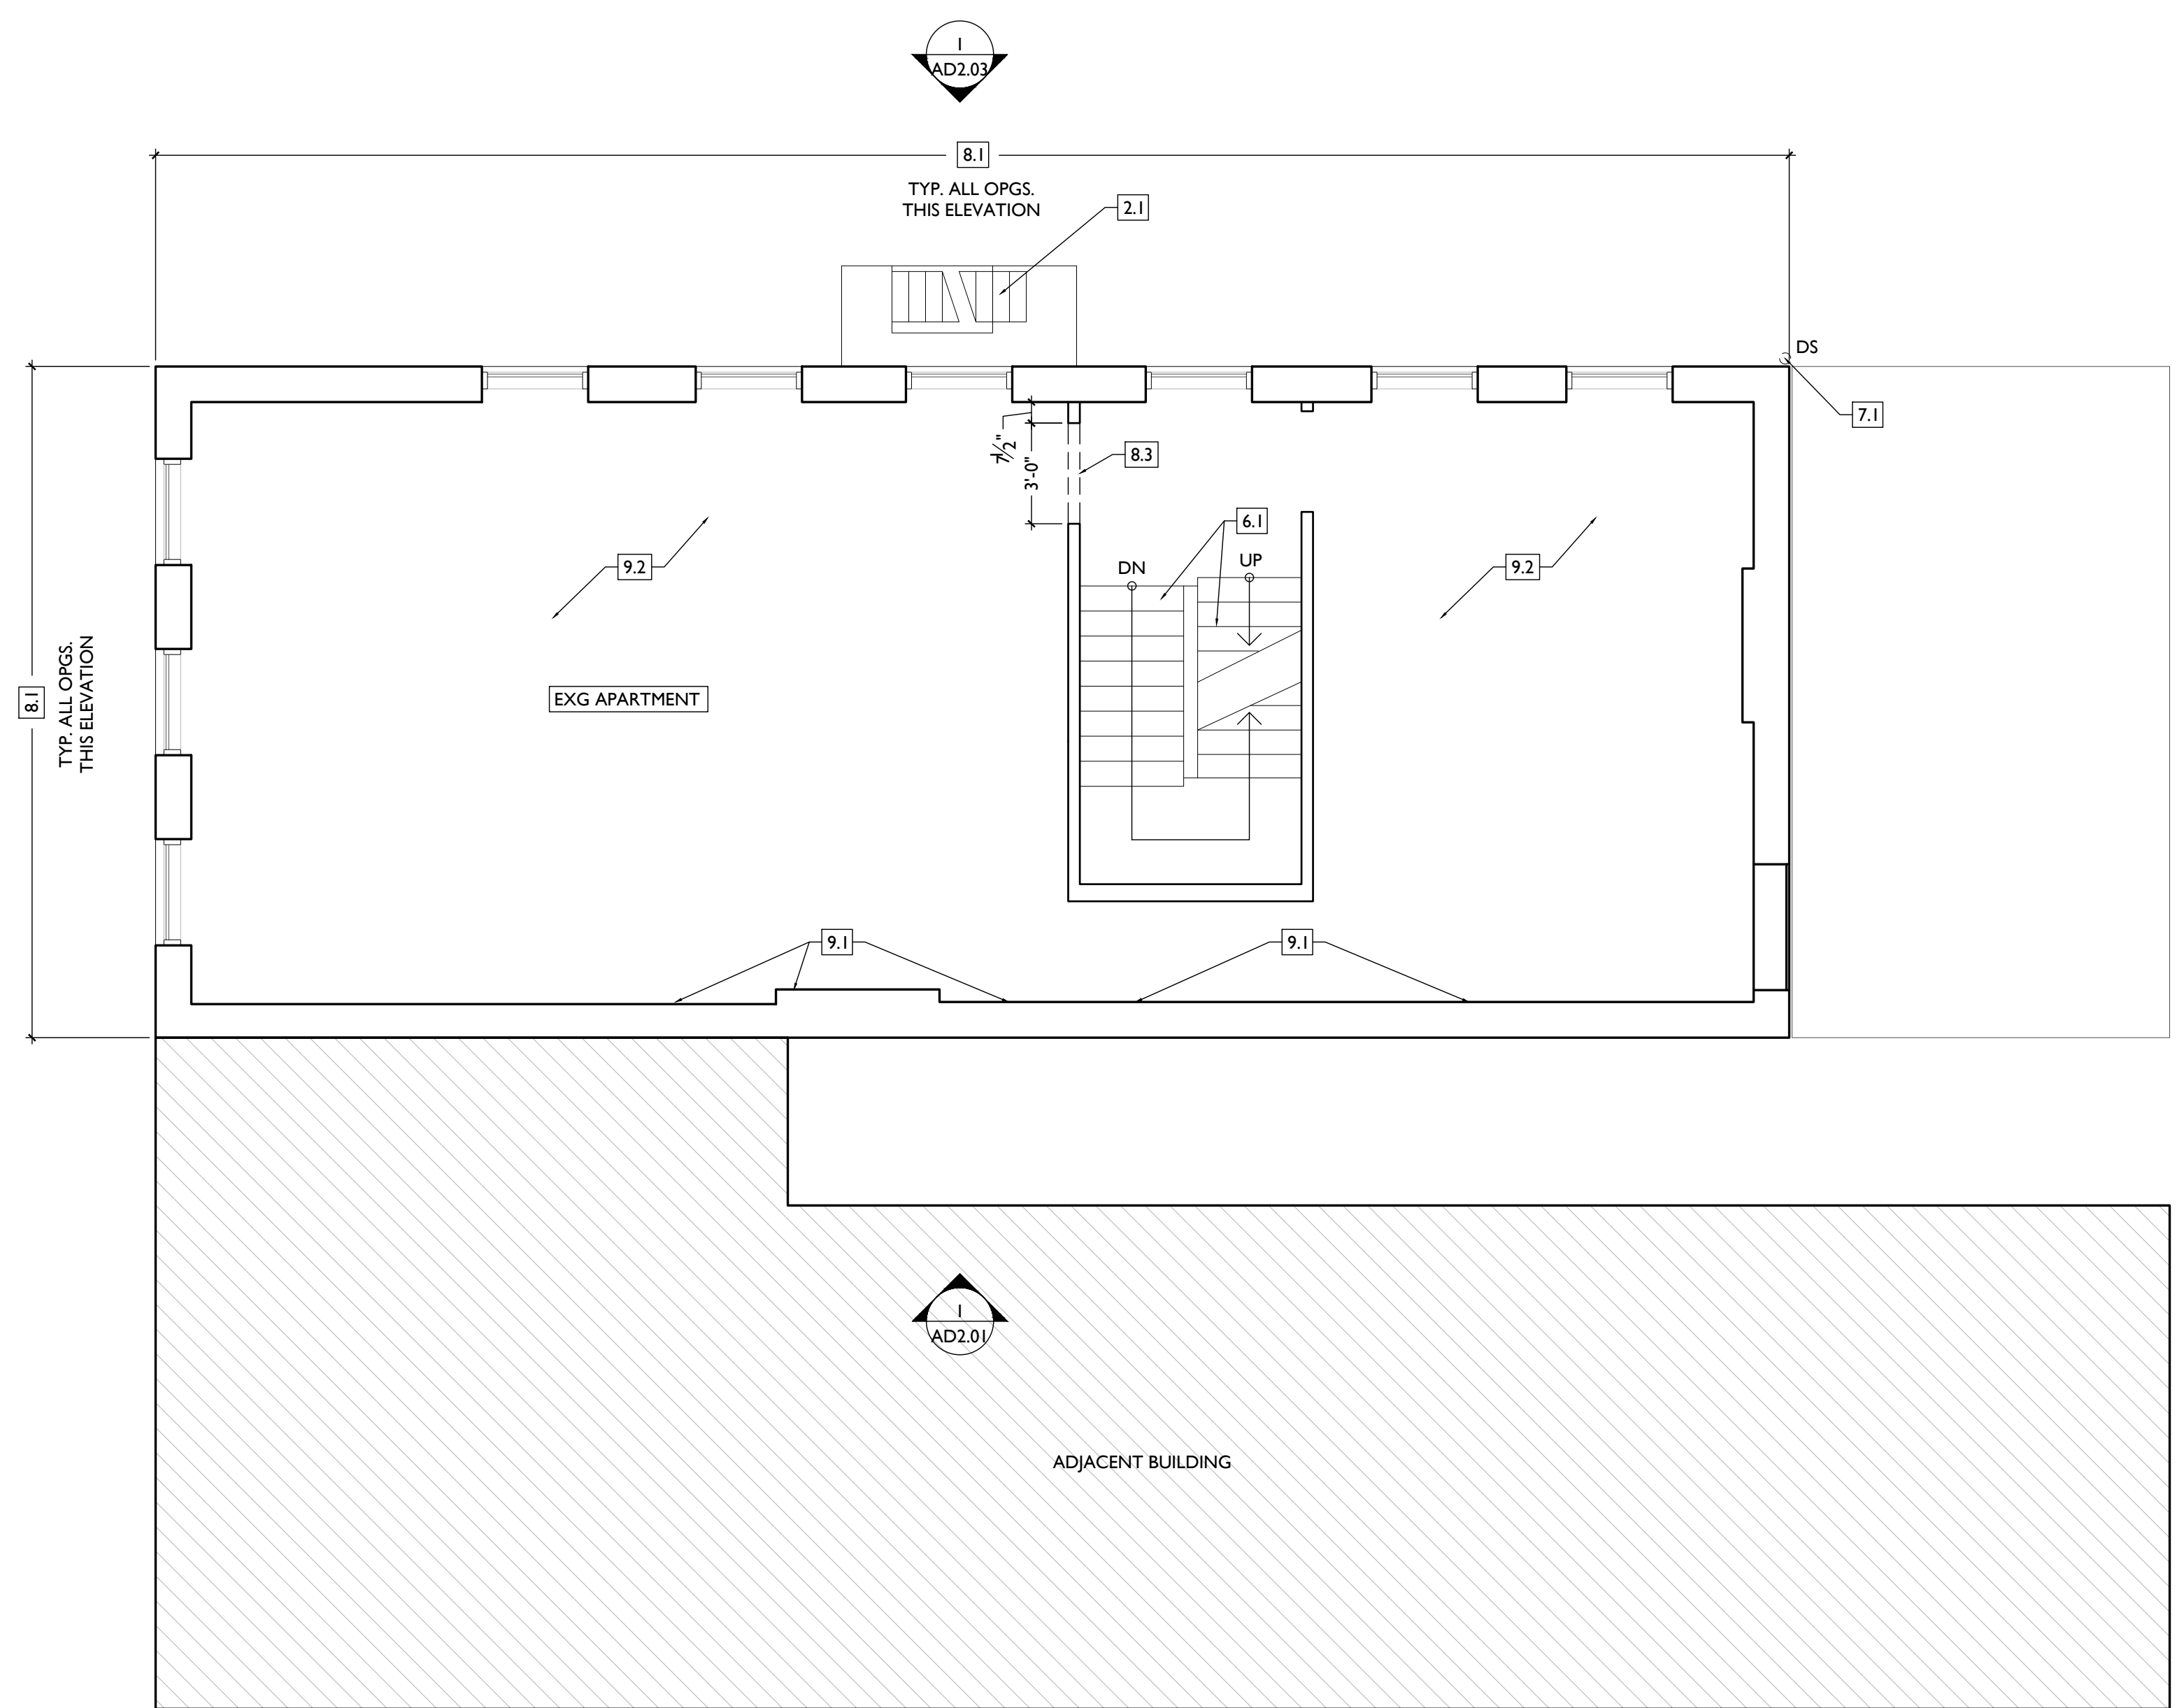 1
AD2.03
8.1
TYP. ALL OPGS.
THIS ELEVATION
2.1
DS
7.1
7 1/2"
3'-0"
8.3
6.1
9.2
9.2
DN
UP
8.1
TYP. ALL OPGS.
THIS ELEVATION
EXG APARTMENT
9.1
9.1
1
AD2.01
ADJACENT BUILDING